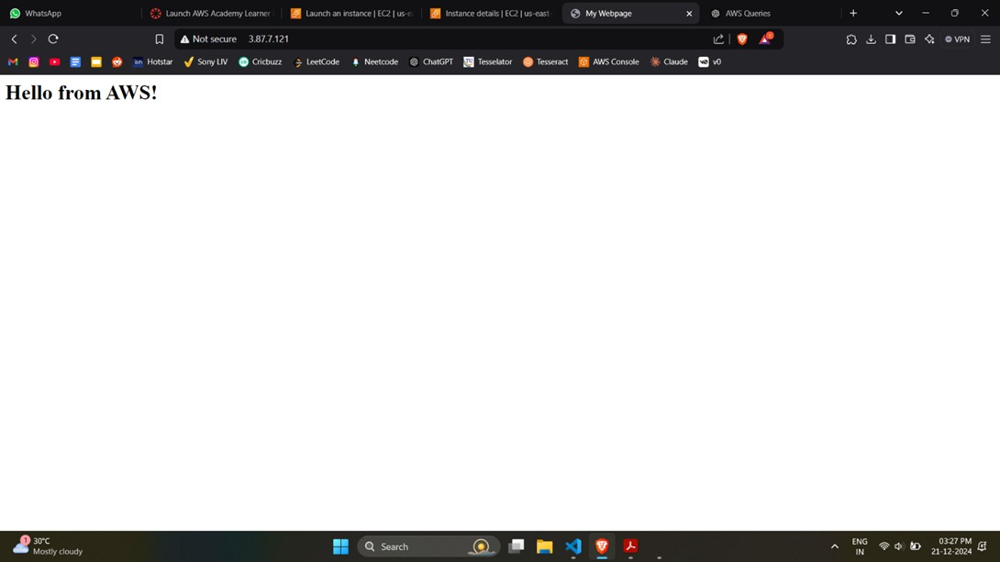 WhatsApp
Launch AWS Academy Learner
Launch an instance | EC2 | us-ea
Instance details | EC2 | us-east-
My Webpage
AWS Queries
Not secure 3.87.7.121
VPN
Hotstar
Sony LIV
Cricbuzz
LeetCode
Neetcode
ChatGPT
Tesselator
Tesseract
AWS Console
Claude
v0
Hello from AWS!
1
30°C
Mostly cloudy
Search
ENG
IN
03:27 PM
21-12-2024